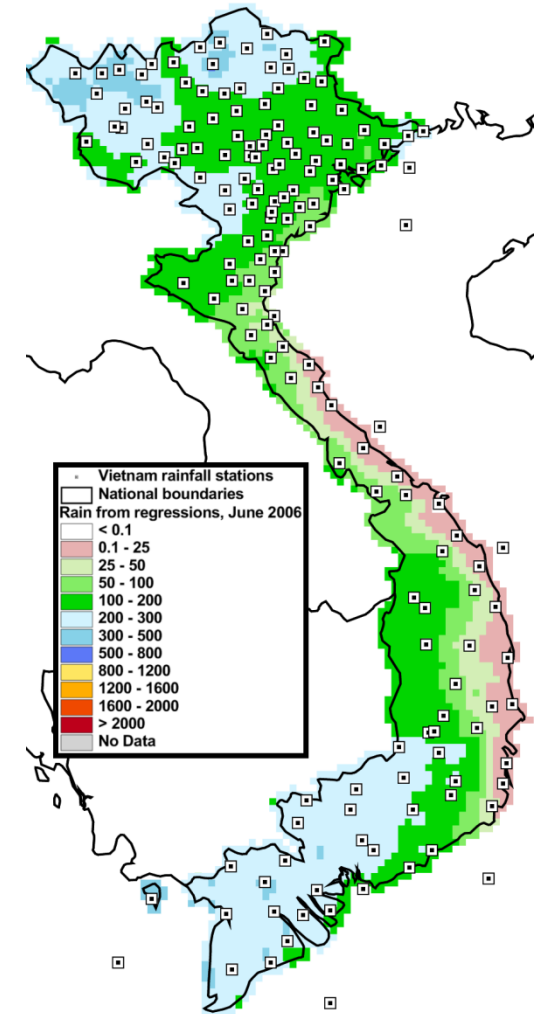 Vietnam rainfall stations
National boundaries
Rain from regressions, June 2006
< 0.1
0.1 - 25
25 - 50
50 - 100
100 - 200
200 - 300
300 - 500
500 - 800
800 - 1200
1200 - 1600
1600 - 2000
> 2000
No Data